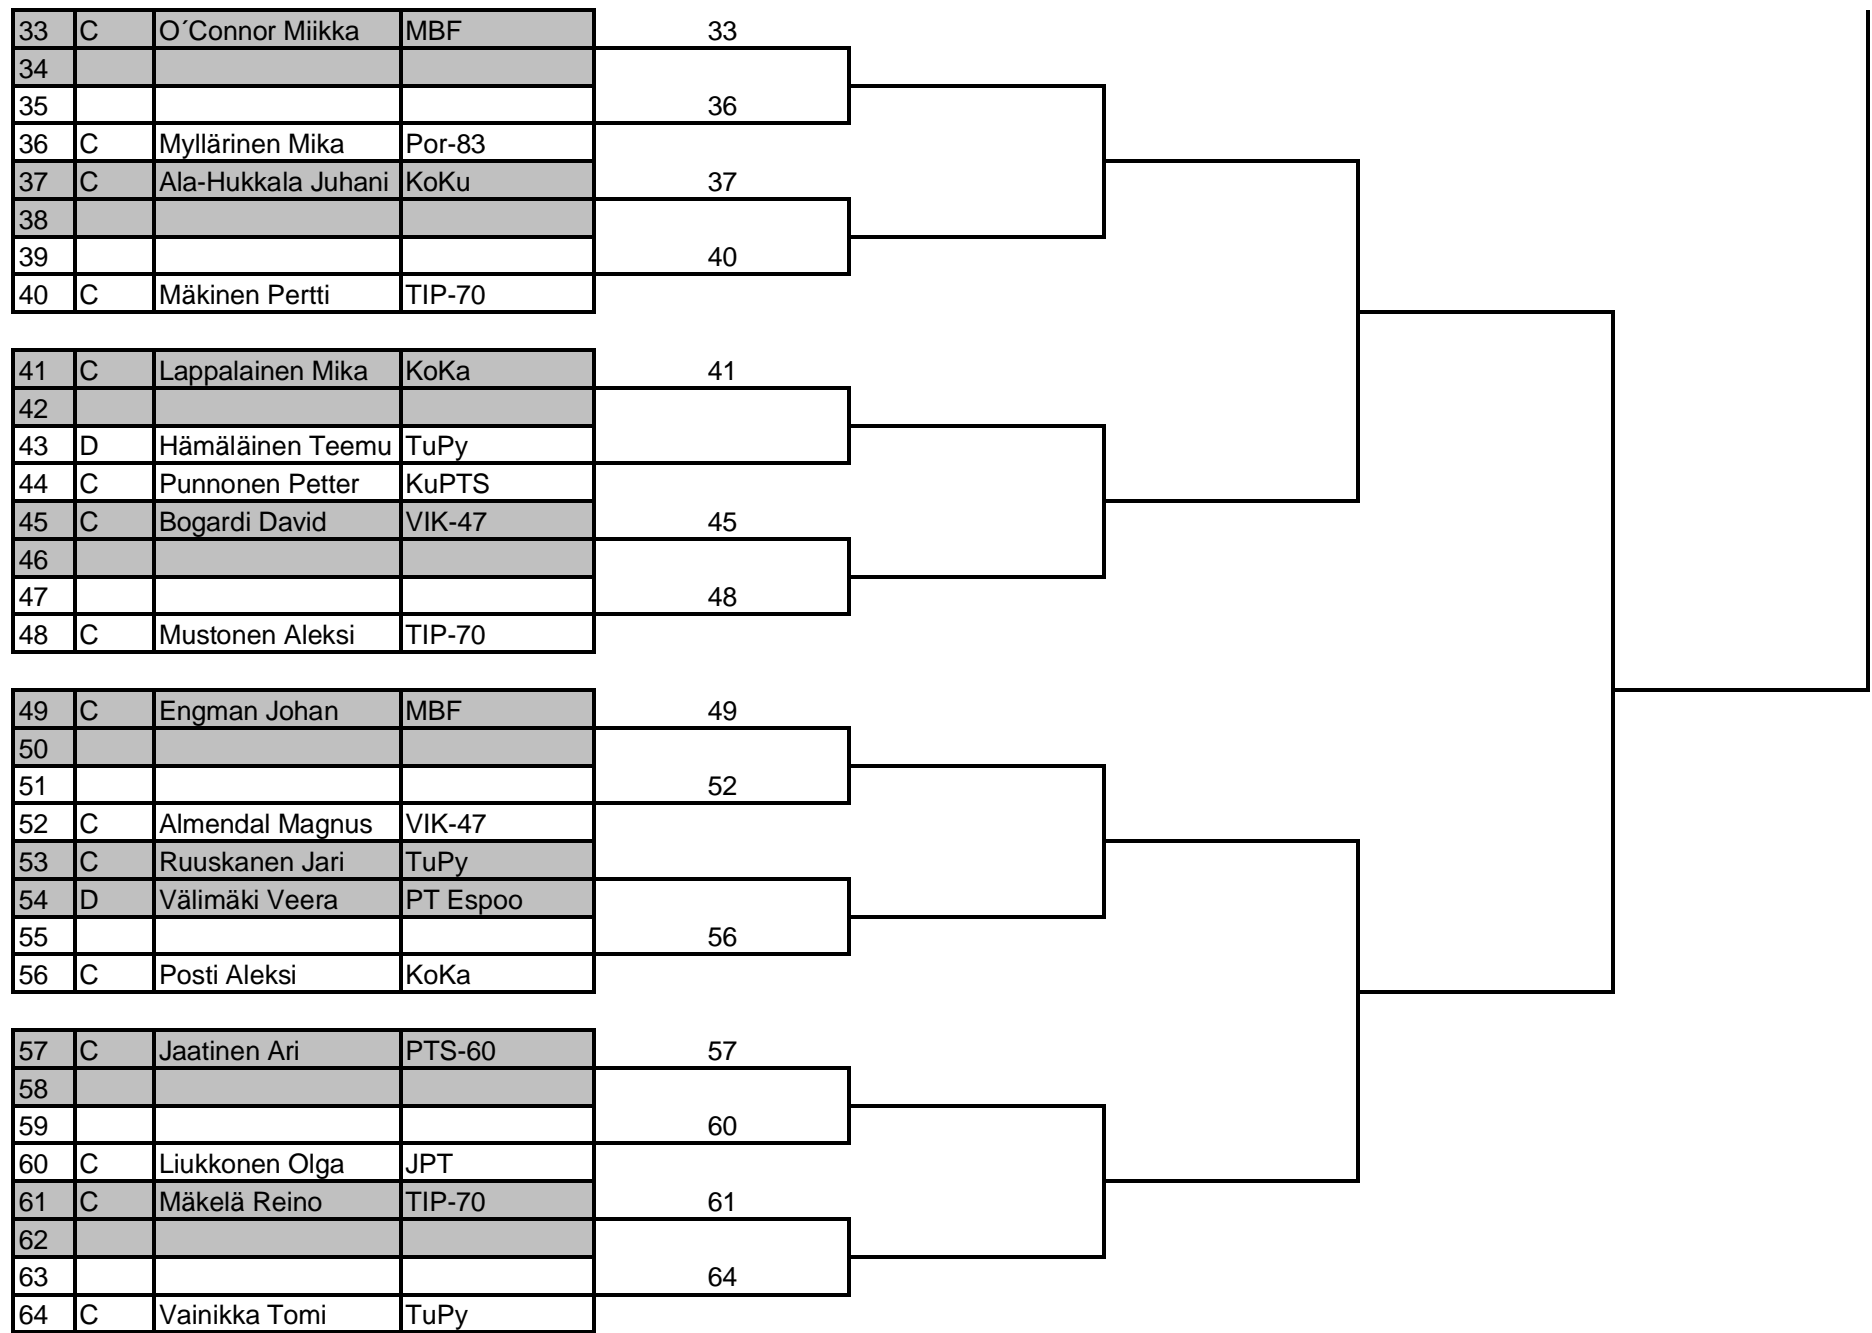 33 C O´Connor Miikka MBF 33
34
35 36
36 C Myllärinen Mika Por-83
37 C Ala-Hukkala Juhani KoKu 37
38
39 40
40 C Mäkinen Pertti TIP-70
41 C Lappalainen Mika KoKa 41
42
43 D Hämäläinen Teemu TuPy
44 C Punnonen Petter KuPTS
45 C Bogardi David VIK-47 45
46
47 48
48 C Mustonen Aleksi TIP-70
49 C Engman Johan MBF 49
50
51 52
52 C Almendal Magnus VIK-47
53 C Ruuskanen Jari TuPy
54 D Välimäki Veera PT Espoo
55 56
56 C Posti Aleksi KoKa
57 C Jaatinen Ari PTS-60 57
58
59 60
60 C Liukkonen Olga JPT
61 C Mäkelä Reino TIP-70 61
62
63 64
64 C Vainikka Tomi TuPy